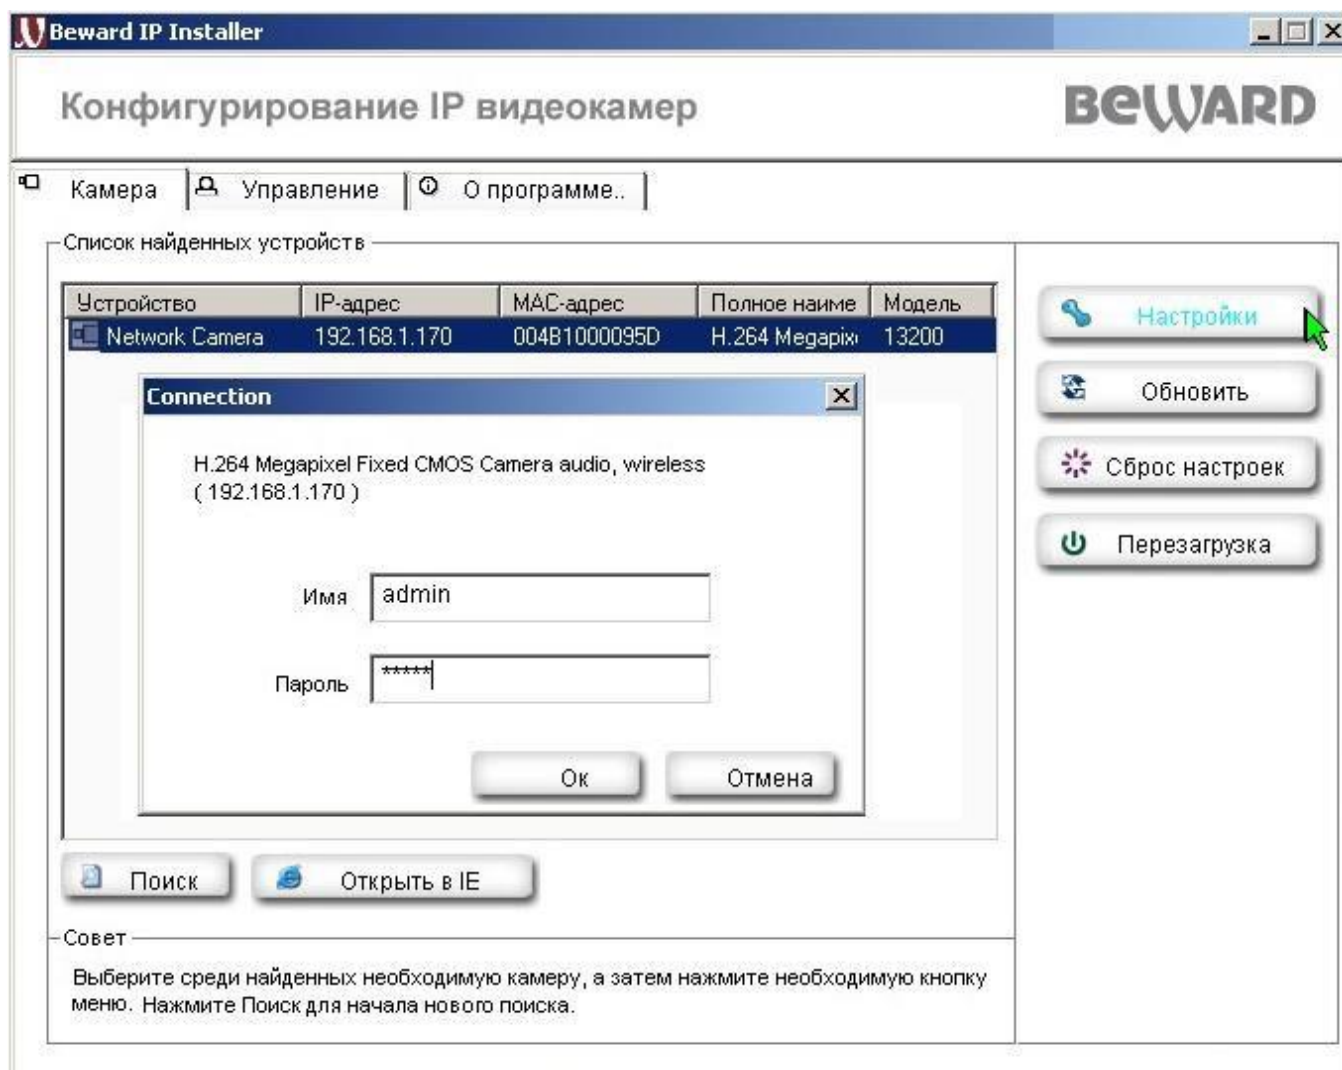 Beward IP Installer
Конфигурирование IP видеокамер
BEWARD
Камера
Управление
О программе..
Список найденных устройств
Устройство IP-адрес MAC-адрес Полное наиме Модель
Network Camera 192.168.1.170 004B1000095D H.264 Megapixi 13200
Connection
H.264 Megapixel Fixed CMOS Camera audio, wireless
( 192.168.1.170 )
Имя admin
Пароль *****
Ок Отмена
Настройки
Обновить
Сброс настроек
Перезагрузка
Поиск Открыть в IE
Совет
Выберите среди найденных необходимую камеру, а затем нажмите необходимую кнопку
меню. Нажмите Поиск для начала нового поиска.